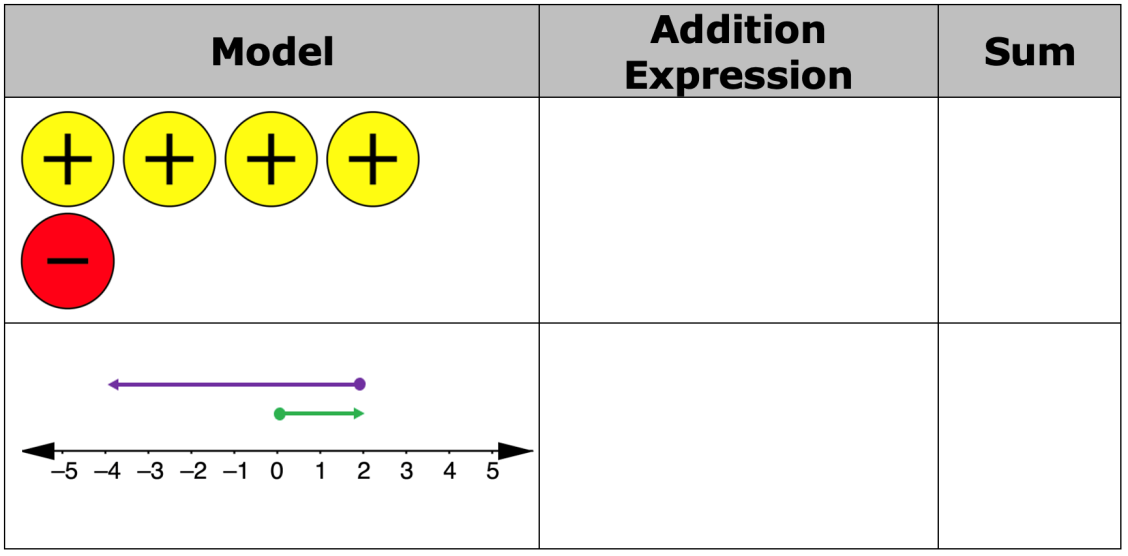 Model
Addition
Expression
Sum
+ + + +
−
–5 –4 –3 –2 –1 0 1 2 3 4 5